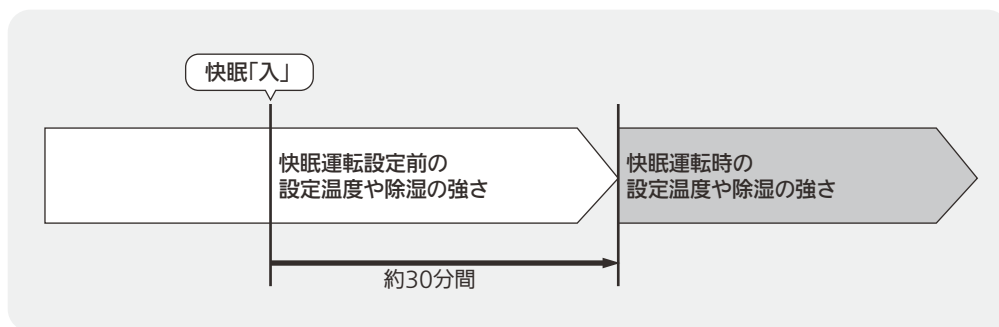 快眠「入」
快眠運転設定前の
設定温度や除湿の強さ
快眠運転時の
設定温度や除湿の強さ
約30分間